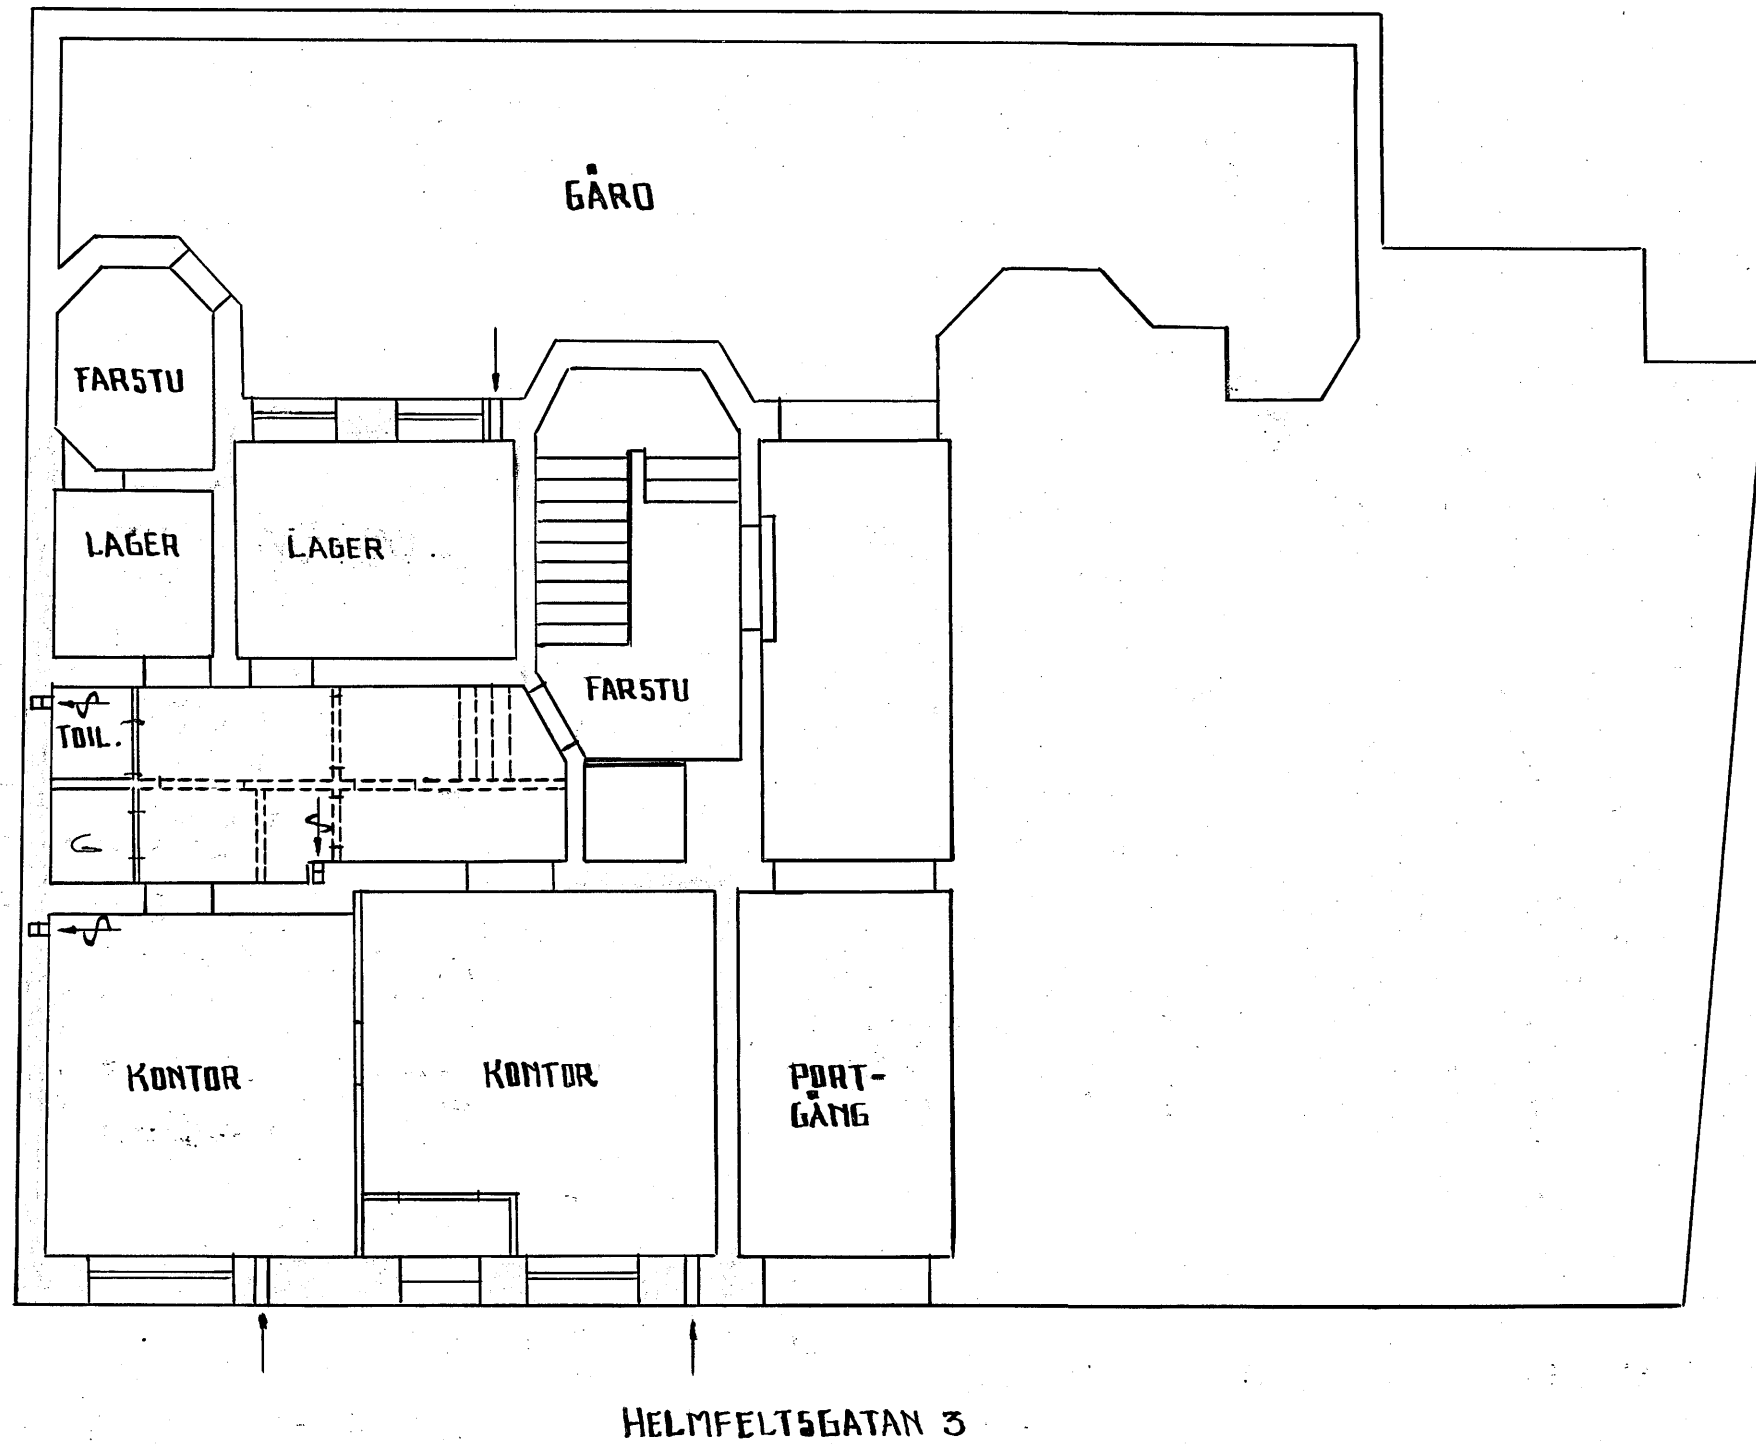 GÅRD
FARSTU
LAGER
LAGER
FARSTU
TOIL.
G
KONTOR
KONTOR
PORT-
GÅNG
HELMFELTSGATAN 3